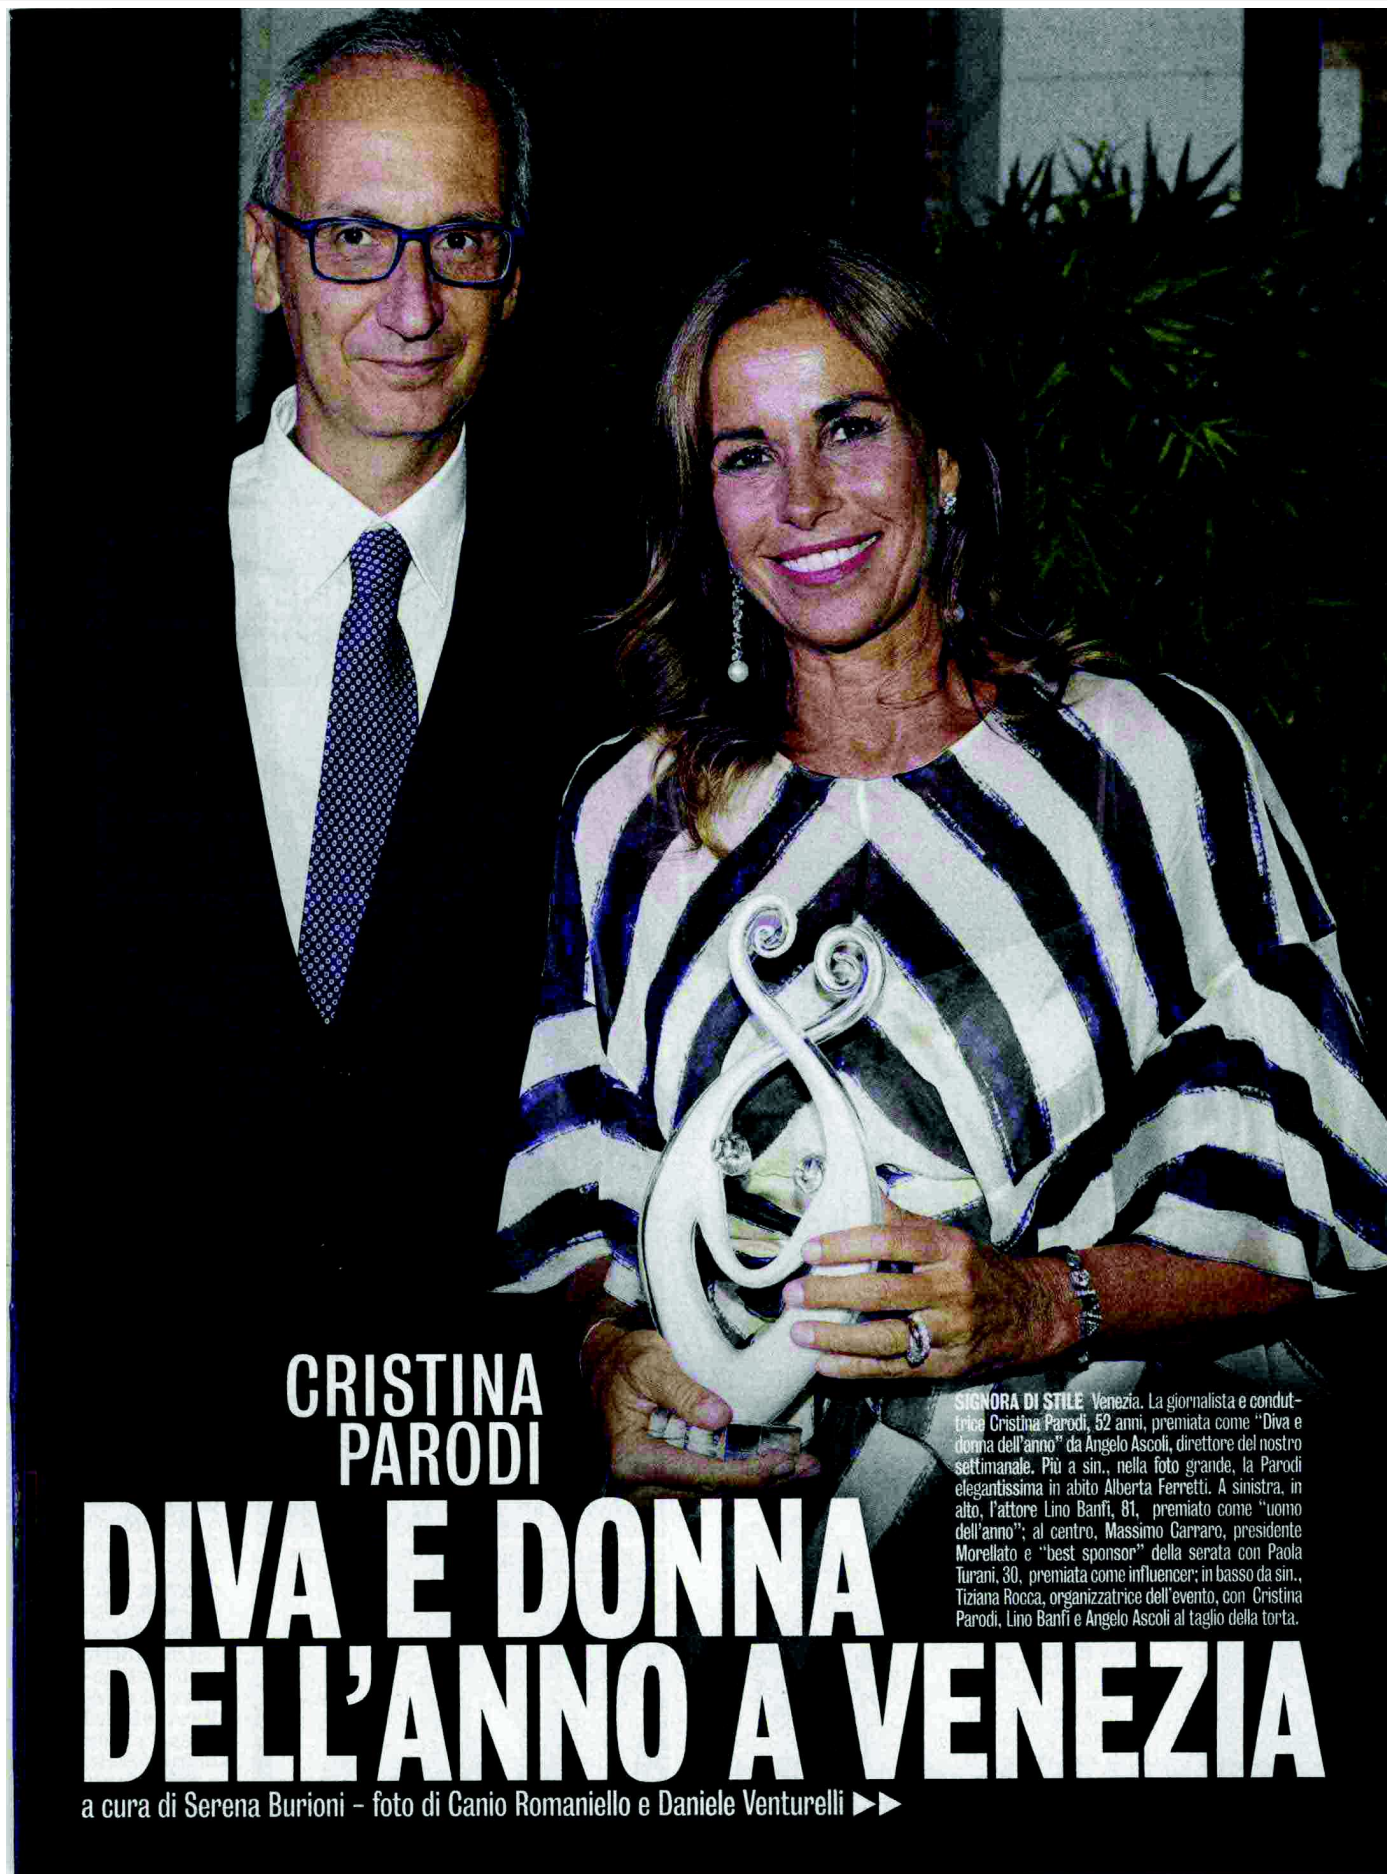 CRISTINA
PARODI
DIVA E DONNA
DELL'ANNO A VENEZIA
a cura di Serena Burioni – foto di Canio Romaniello e Daniele Venturelli ▶▶
SIGNORA DI STILE Venezia. La giornalista e condut-
trice Cristina Parodi, 52 anni, premiata come “Diva e
donna dell'anno” da Angelo Ascoli, direttore del nostro
settimanale. Più a sin., nella foto grande, la Parodi
elegantissima in abito Alberta Ferretti. A sinistra, in
alto, l'attore Lino Banfi, 81, premiato come “uomo
dell'anno”; al centro, Massimo Carraro, presidente
Morellato e “best sponsor” della serata con Paola
Turani, 30, premiata come influencer; in basso da sin.,
Tiziana Rocca, organizzatrice dell'evento, con Cristina
Parodi, Lino Banfi e Angelo Ascoli al taglio della torta.